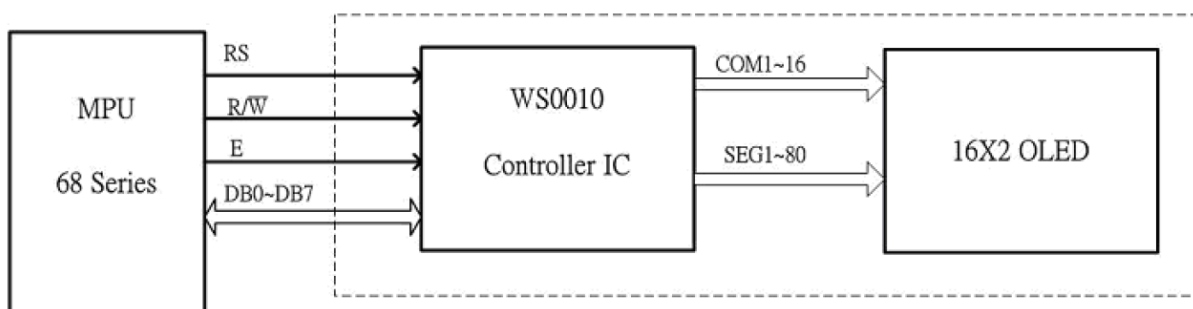 MPU
68 Series
RS
R/W̅
E
DB0~DB7
WS0010
Controller IC
COM1~16
SEG1~80
16X2 OLED